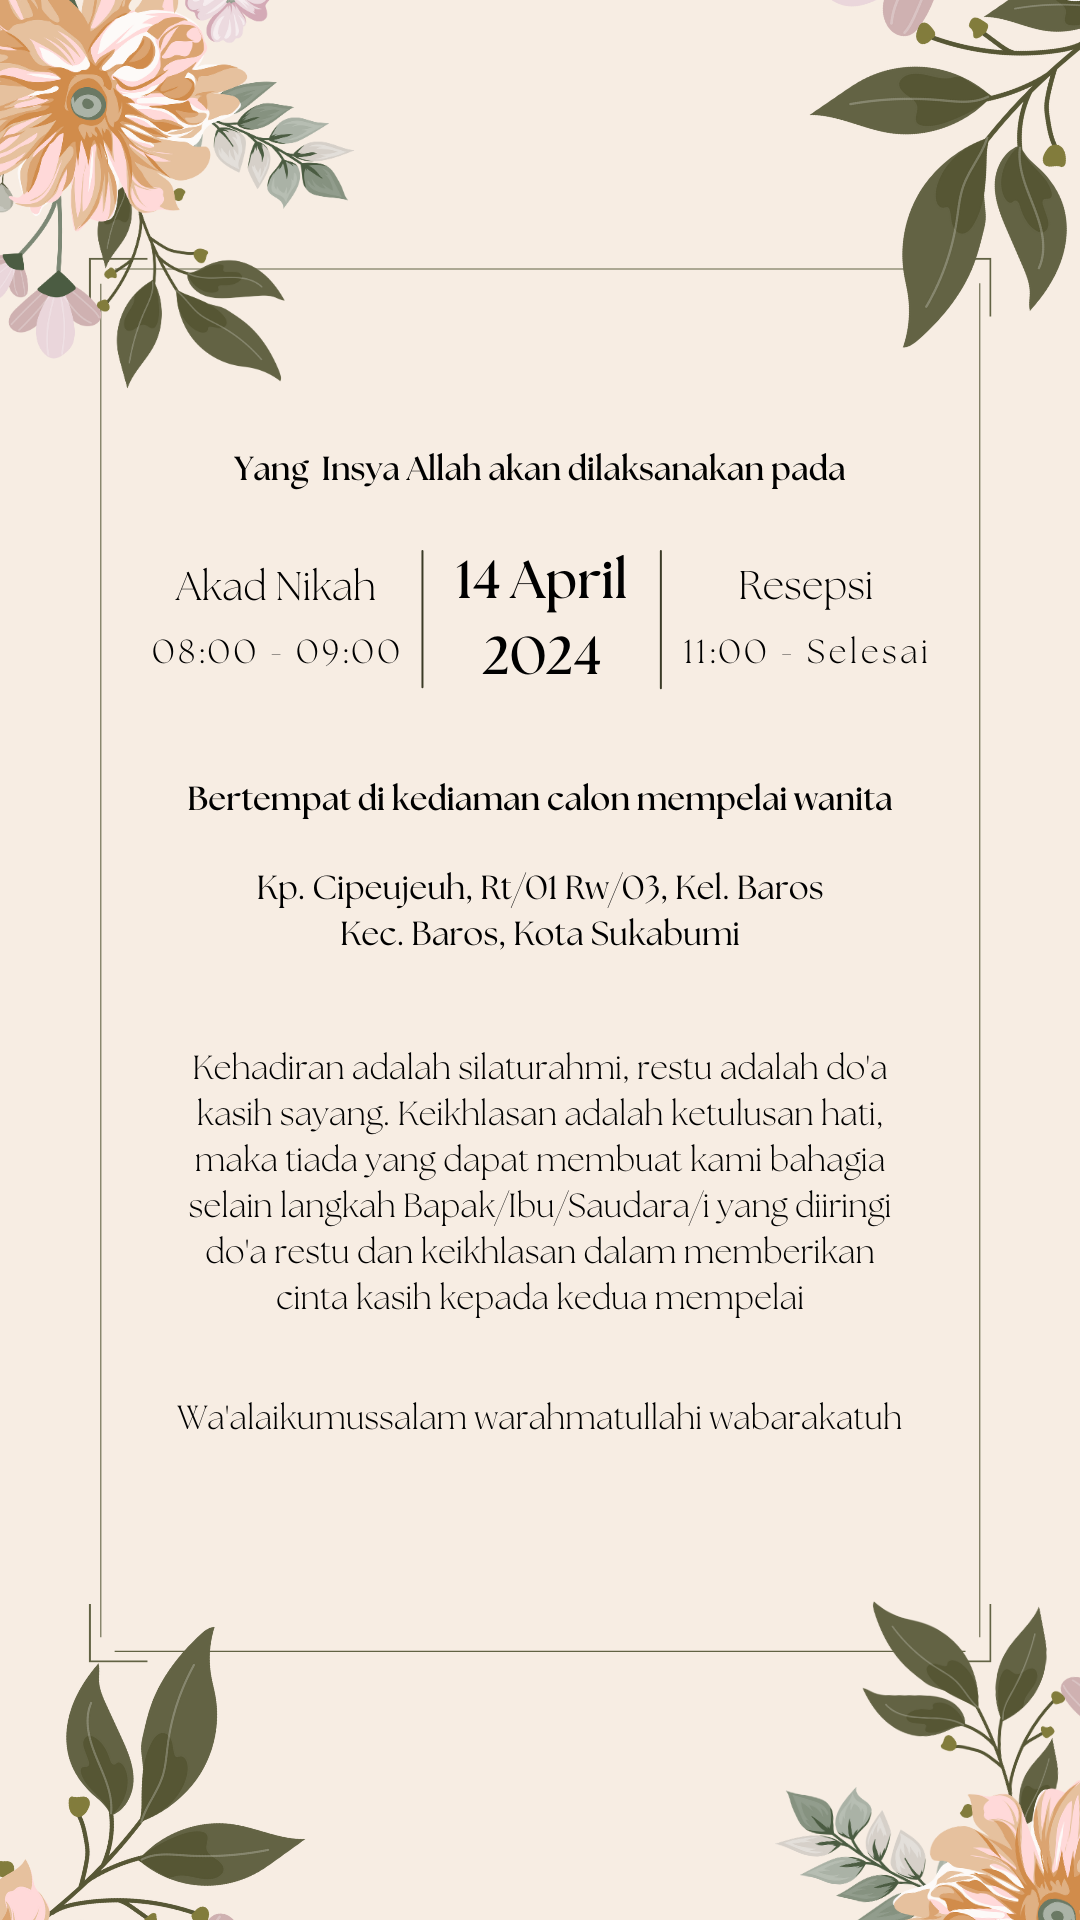 Yang Insya Allah akan dilaksanakan pada
Akad Nikah
08:00 - 09:00
14 April
2024
Resepsi
11:00 - Selesai
Bertempat di kediaman calon mempelai wanita
Kp. Cipeujeuh, Rt/01 Rw/03, Kel. Baros
Kec. Baros, Kota Sukabumi
Kehadiran adalah silaturahmi, restu adalah do'a
kasih sayang. Keikhlasan adalah ketulusan hati,
maka tiada yang dapat membuat kami bahagia
selain langkah Bapak/Ibu/Saudara/i yang diiringi
do'a restu dan keikhlasan dalam memberikan
cinta kasih kepada kedua mempelai
Wa'alaikumussalam warahmatullahi wabarakatuh